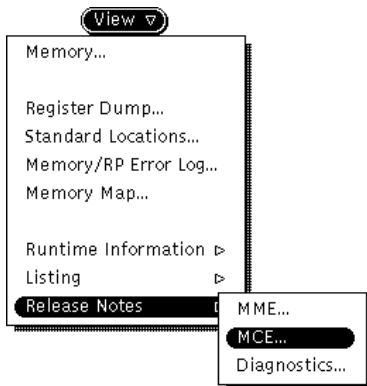 View
Memory...
Register Dump...
Standard Locations...
Memory/RP Error Log...
Memory Map...
Runtime Information
Listing
Release Notes
MME...
MCE...
Diagnostics...